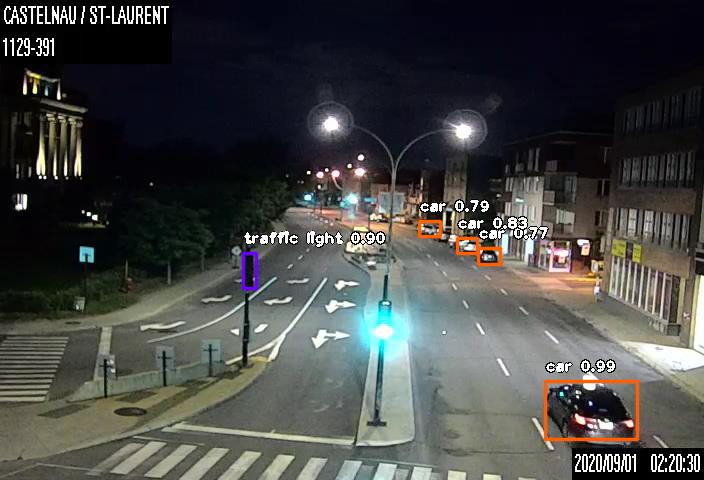 CASTELNAU / ST-LAURENT
1129-391
car 0.79
car 0.83
car 0.77
traffic light 0.90
car 0.99
2020/09/01 02:20:30